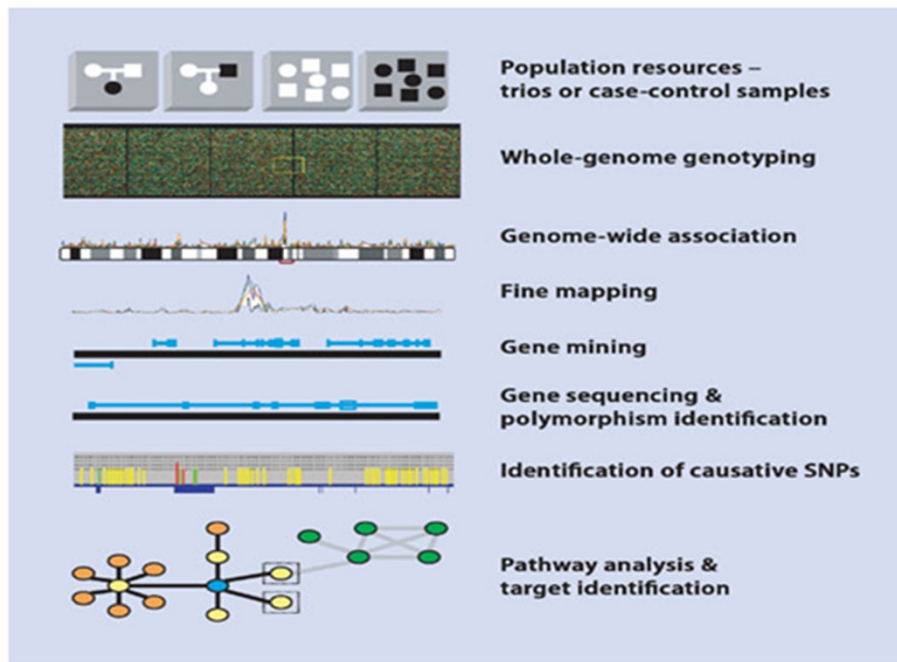 Population resources –
trios or case-control samples
Whole-genome genotyping
Genome-wide association
Fine mapping
Gene mining
Gene sequencing &
polymorphism identification
Identification of causative SNPs
Pathway analysis &
target identification